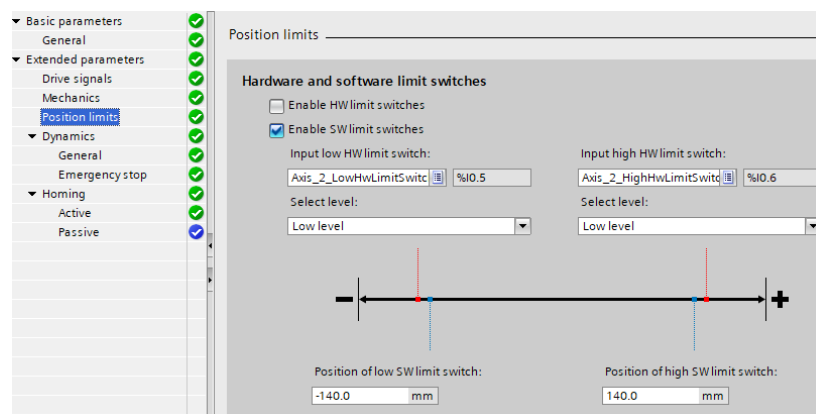 Basic parameters
General
Extended parameters
Drive signals
Mechanics
Position limits
Dynamics
General
Emergency stop
Homing
Active
Passive
Position limits
Hardware and software limit switches
Enable HW limit switches
Enable SW limit switches
Input low HW limit switch:
Input high HW limit switch:
Axis_2_LowHwLimitSwitc %I0.5
Axis_2_HighHwLimitSwitc %I0.6
Select level:
Select level:
Low level
Low level
Position of low SW limit switch:
Position of high SW limit switch:
-140.0 mm
140.0 mm